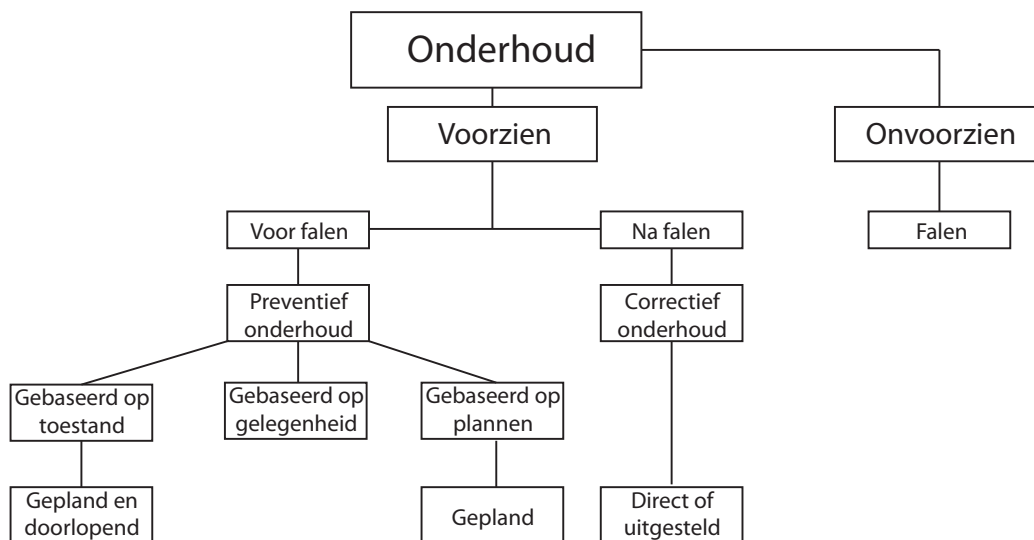 Onderhoud
Voorzien
Onvoorzien
Voor falen
Na falen
Falen
Preventief
onderhoud
Correctief
onderhoud
Gebaseerd op
toestand
Gebaseerd op
gelegenheid
Gebaseerd op
plannen
Gepland en
doorlopend
Gepland
Direct of
uitgesteld